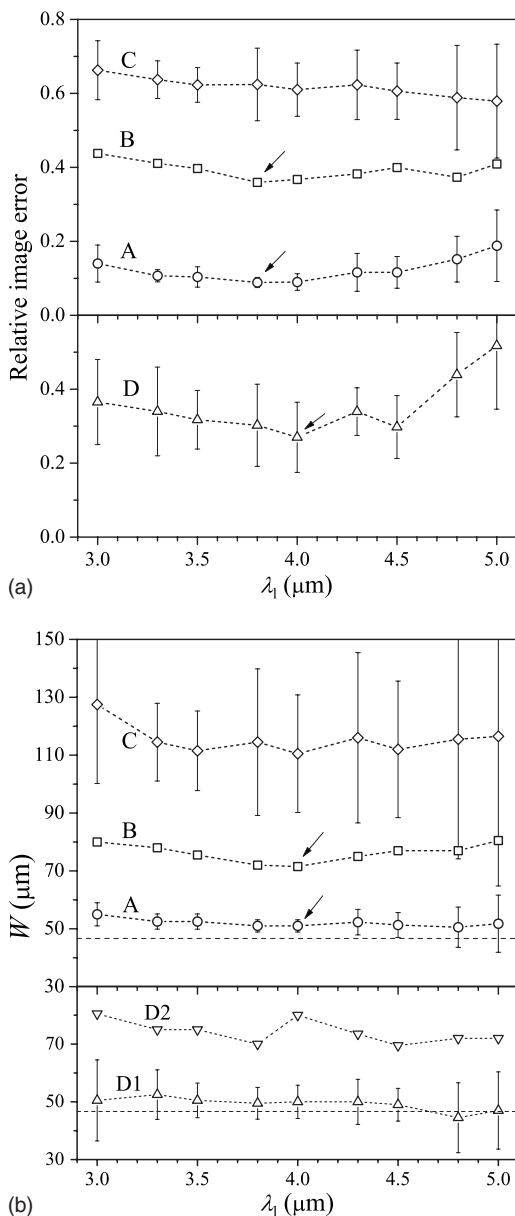 0.8
C
0.6
B
0.4
A
0.2
0.0
Relative image error
D
0.4
0.2
0.0
3.0 3.5 4.0 4.5 5.0
λ₁ (μm)
(a)
150
130
C
110
90
B
70
A
50
30
W (μm)
D2
70
D1
50
30
3.0 3.5 4.0 4.5 5.0
λ₁ (μm)
(b)